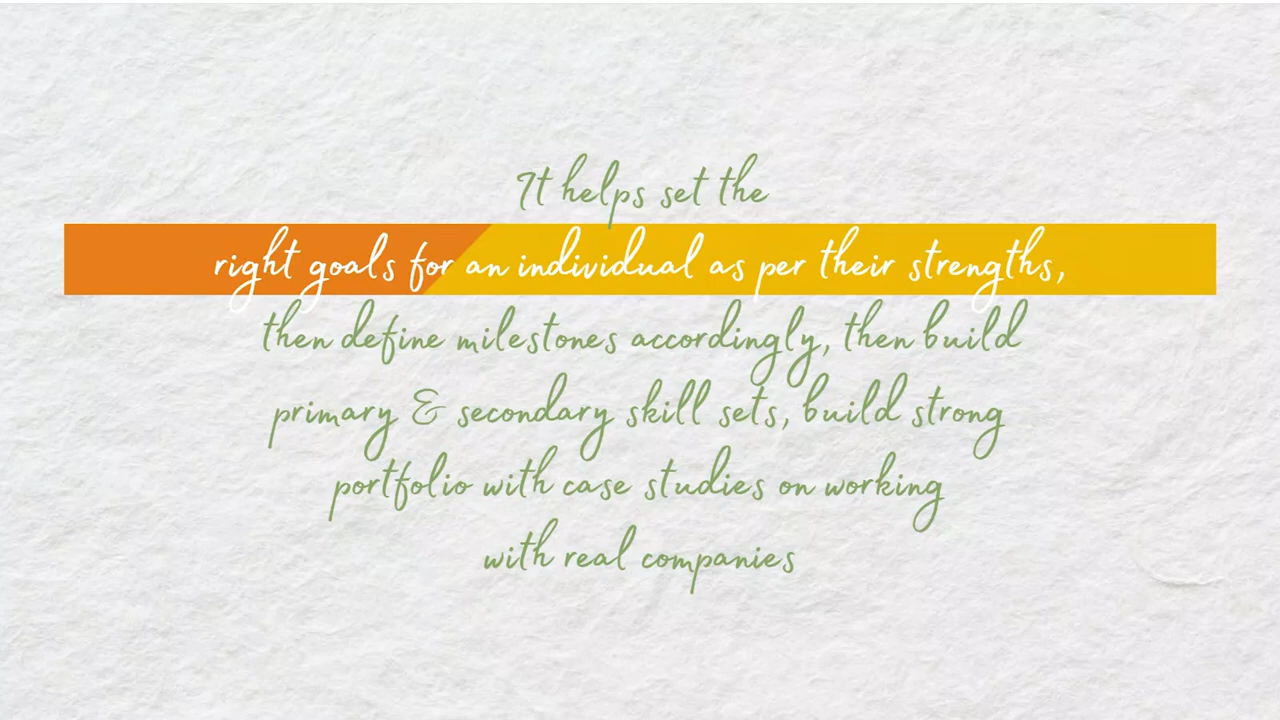 It helps set the
right goals for an individual as per their strengths,
then define milestones accordingly, then build
primary & secondary skill sets, build strong
portfolio with case studies on working
with real companies